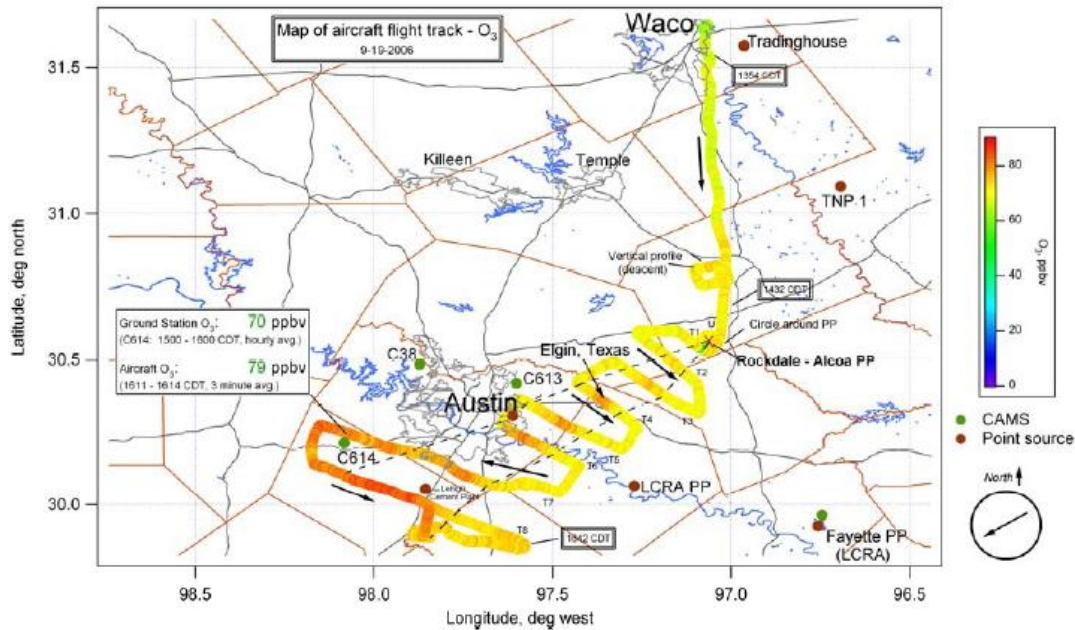 Map of aircraft flight track - O3
9-19-2006
Waco
Tradinghouse
1354 CDT
Killeen
Temple
TNP 1
Vertical profile
(descent)
1432 CDT
Circle around PP
Ground Station O3: 70 ppbv
(C614: 1500 - 1600 CDT, hourly avg.)
Aircraft O3: 79 ppbv
(1611 - 1614 CDT, 3 minute avg.)
C38
C613
Elgin, Texas
T1
U
Rockdale - Alcoa PP
T2
T3
T4
T5
T6
T7
T8
Austin
C614
Lehigh
Cement Plant
LCRA PP
1642 CDT
Fayette PP
(LCRA)
31.5
31.0
30.5
30.0
Latitude, deg north
98.5
98.0
97.5
97.0
96.5
Longitude, deg west
80
60
40
20
0
O3, ppbv
CAMS
Point source
North